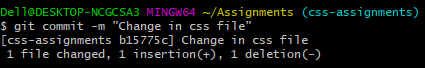 Dell@DESKTOP-NCGCSA3 MINGW64 ~/Assignments (css-assignments)
$ git commit -m "Change in css file"
[css-assignments b15775c] Change in css file
 1 file changed, 1 insertion(+), 1 deletion(-)